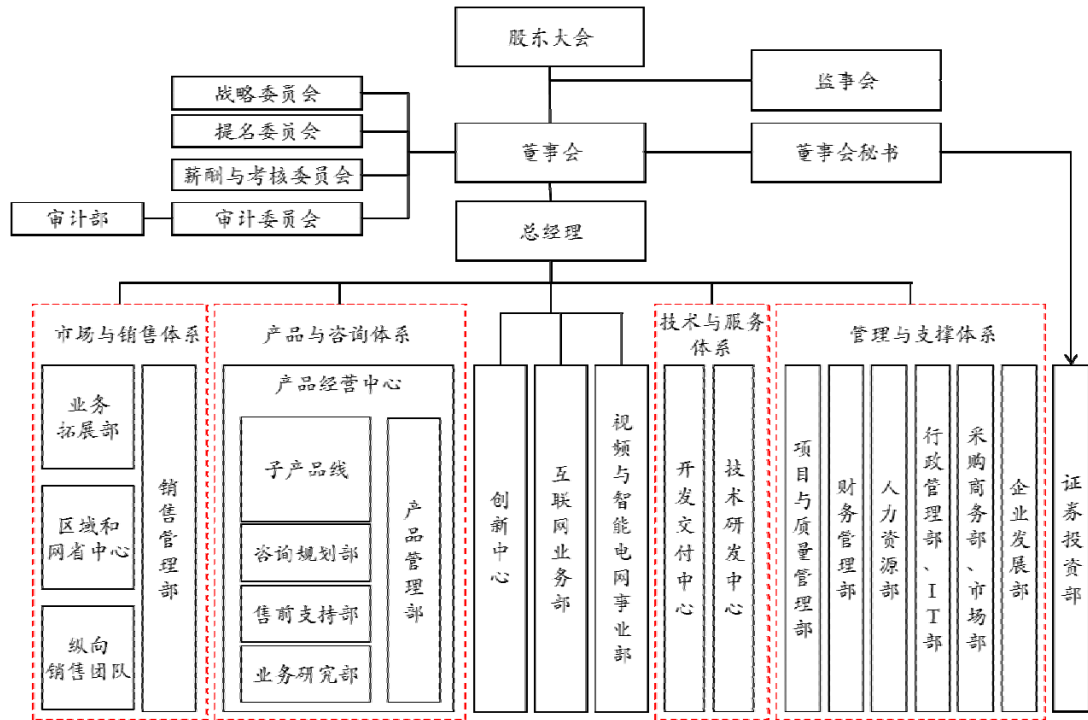 股东大会
监事会
战略委员会
提名委员会
薪酬与考核委员会
审计部
审计委员会
董事会
董事会秘书
总经理
市场与销售体系
业务
拓展部
区域和
网省中心
纵向
销售团队
销售管理部
产品与咨询体系
产品经营中心
子产品线
咨询规划部
售前支持部
业务研究部
产品管理部
创新中心
互联网业务部
视频与智能电网事业部
技术与服务
体系
开发交付中心
技术研发中心
管理与支撑体系
项目与质量管理部
财务管理部
人力资源部
行政管理部、IT部
采购商务部、市场部
企业发展部
证券投资部